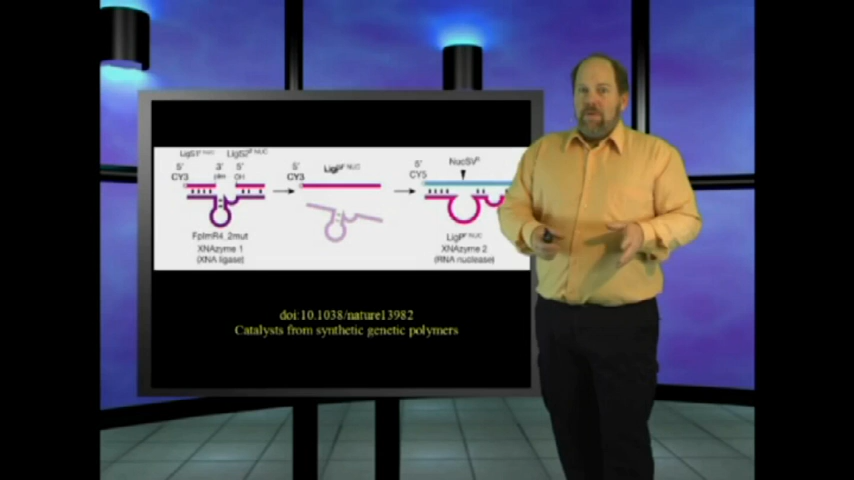 5' CY3
3'
5' OH
5' CY3
5' CY5
FpImR4_2mut
XNAzyme 1
(XNA ligase)
XNAzyme 2
(RNA nuclease)
doi:10.1038/nature13982
Catalysts from synthetic genetic polymers